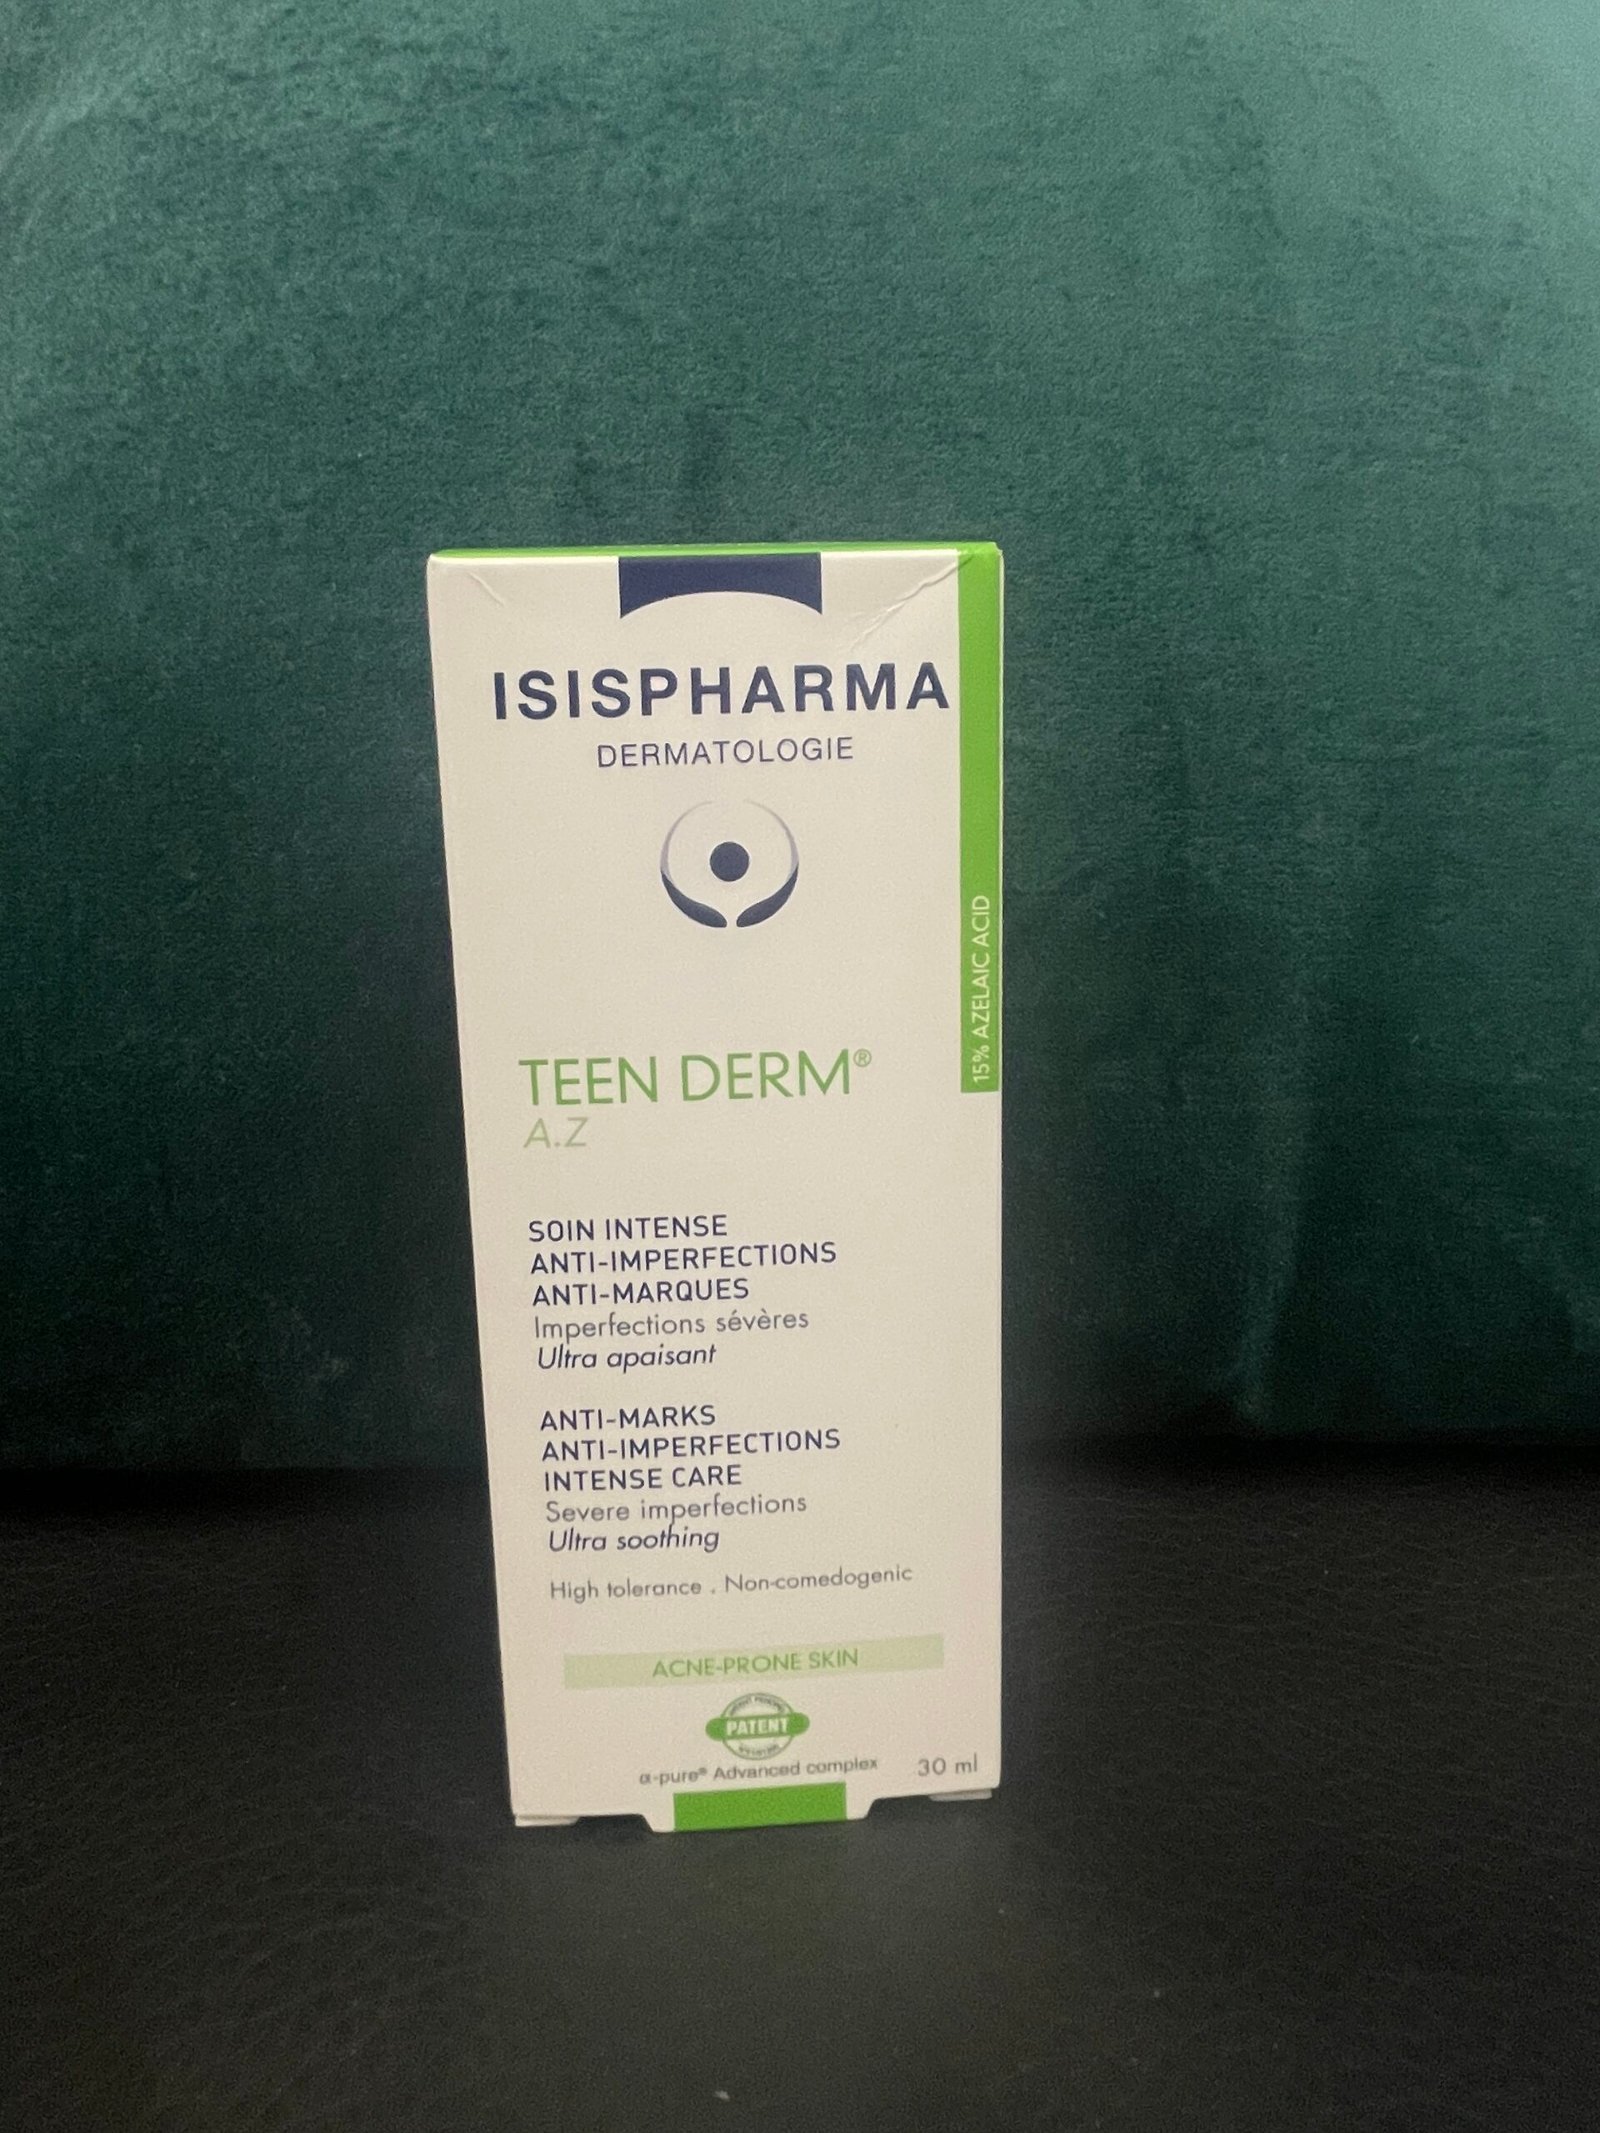 ISISPHARMA
DERMATOLOGIE
15% AZELAIC ACID
TEEN DERM®
A.Z
SOIN INTENSE
ANTI-IMPERFECTIONS
ANTI-MARQUES
Imperfections sévères
Ultra apaisant
ANTI-MARKS
ANTI-IMPERFECTIONS
INTENSE CARE
Severe imperfections
Ultra soothing
High tolerance . Non-comedogenic
ACNE-PRONE SKIN
PATENT
α-pure® Advanced complex
30 ml